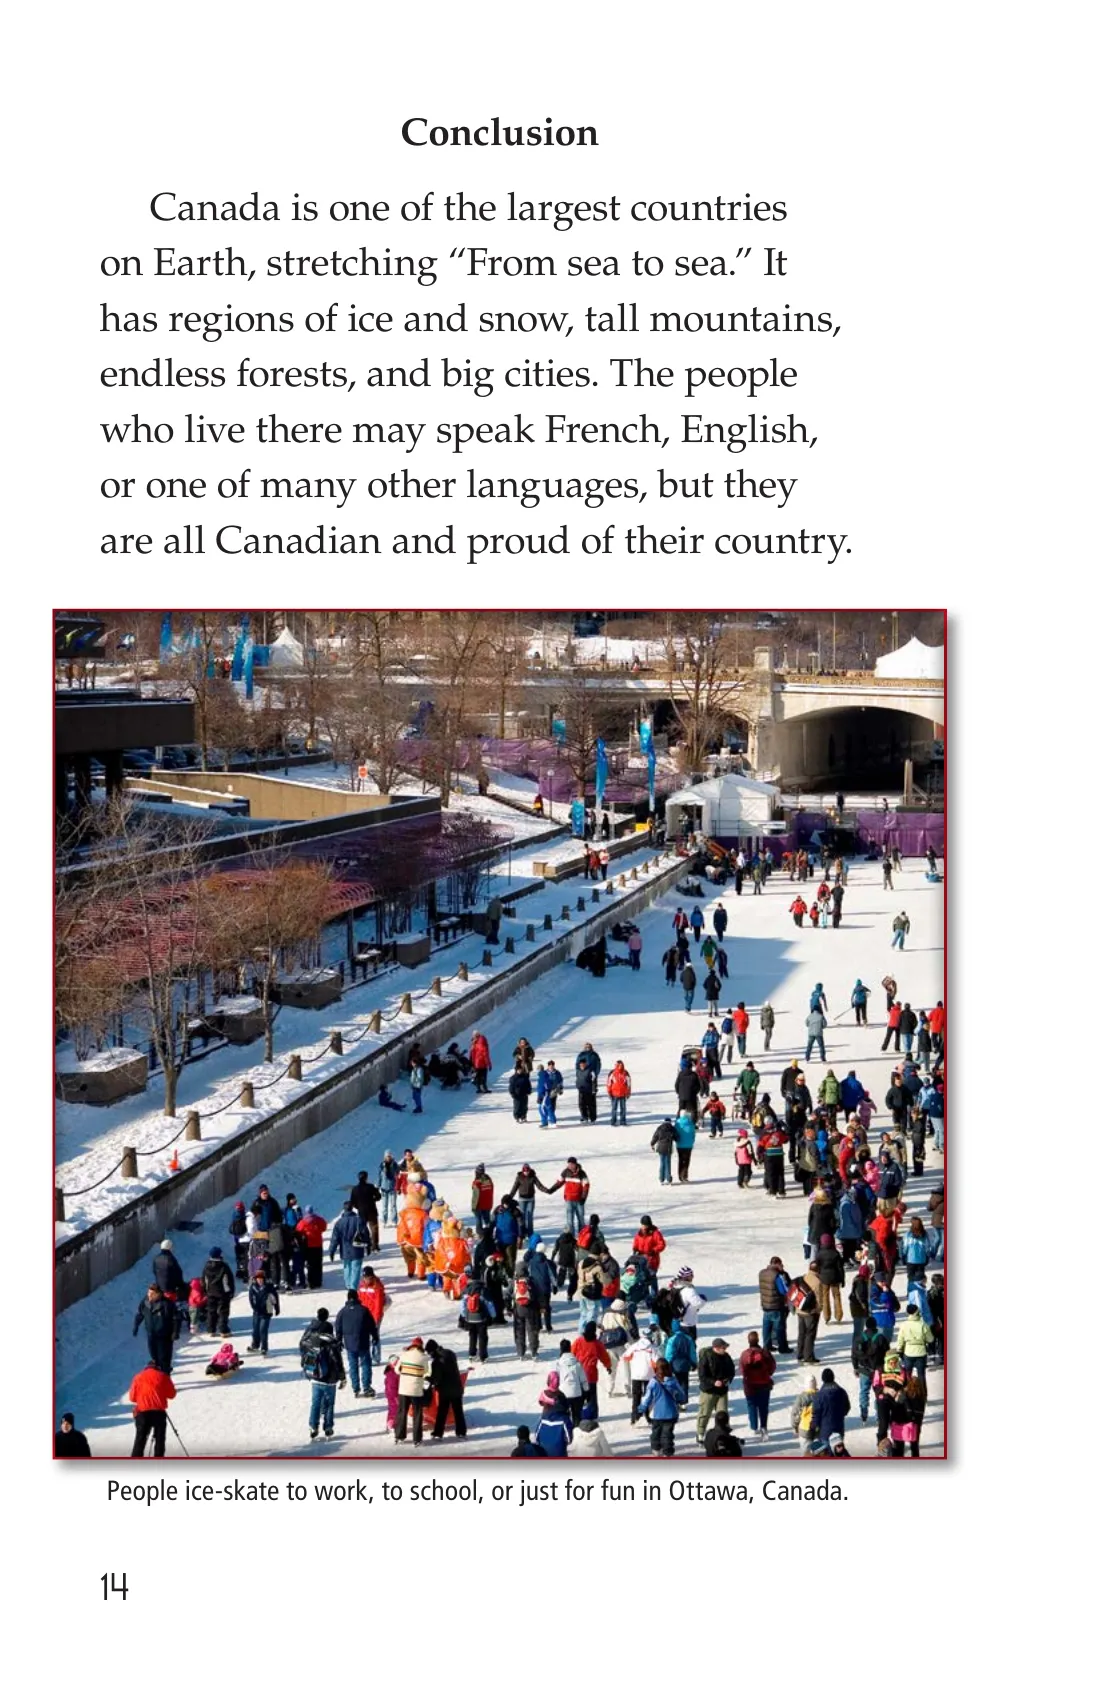 Conclusion
Canada is one of the largest countries
on Earth, stretching “From sea to sea.” It
has regions of ice and snow, tall mountains,
endless forests, and big cities. The people
who live there may speak French, English,
or one of many other languages, but they
are all Canadian and proud of their country.
People ice-skate to work, to school, or just for fun in Ottawa, Canada.
14